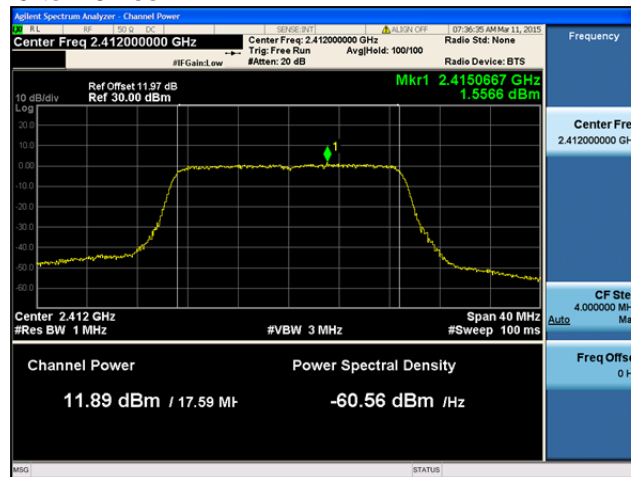 Agilent Spectrum Analyzer - Channel Power
RL RF 50 Ω DC SENSE:INT ALIGN OFF 07:36:35 AM Mar 11, 2015
Center Freq 2.412000000 GHz Center Freq: 2.412000000 GHz Radio Std: None
Trig: Free Run Avg|Hold: 100/100
#IFGain:Low #Atten: 20 dB Radio Device: BTS
Ref Offset 11.97 dB Mkr1 2.4150667 GHz
10 dB/div Ref 30.00 dBm 1.5566 dBm
Log
20.0
10.0
1
0.00
-10.0
-20.0
-30.0
-40.0
-50.0
-60.0
Center 2.412 GHz Span 40 MHz
#Res BW 1 MHz #VBW 3 MHz #Sweep 100 ms
Channel Power Power Spectral Density
11.89 dBm / 17.59 MH -60.56 dBm /Hz
MSG STATUS
Frequency
Center Fre
2.412000000 GH
CF Ste
4.000000 MH
Auto Ma
Freq Offs
0 H